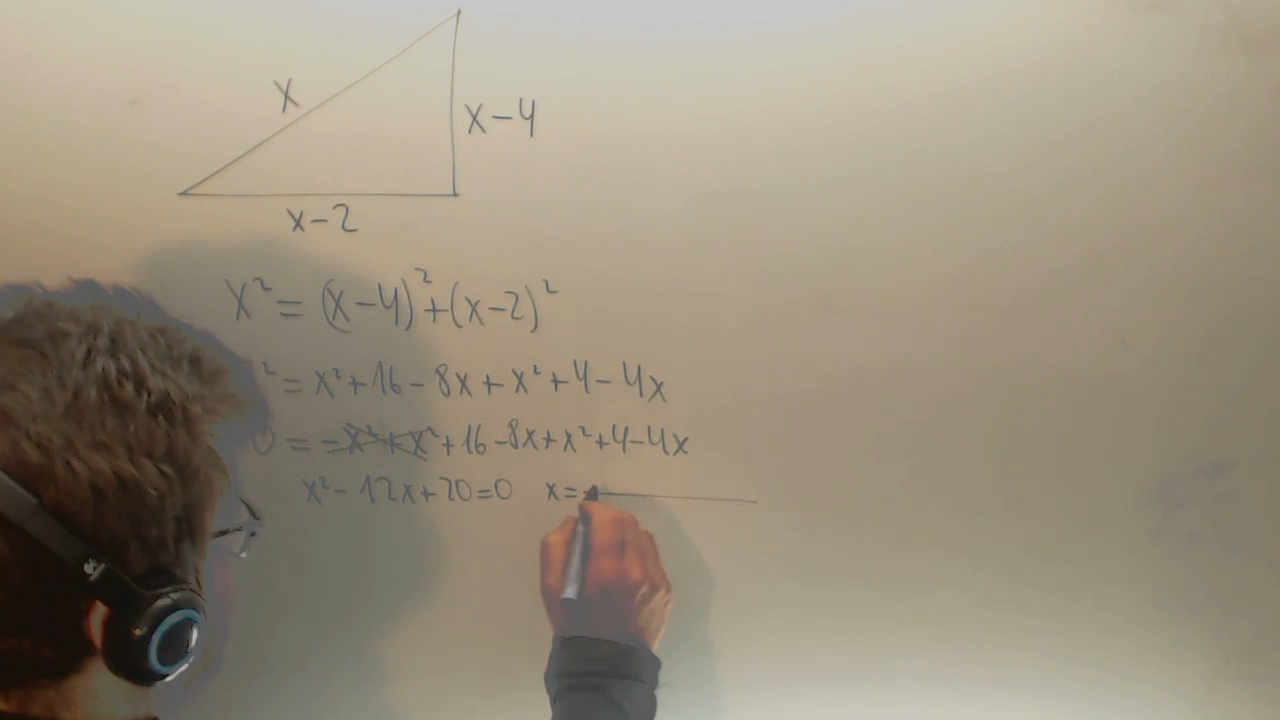 x
x-4
x-2
x² = (x-4)²+(x-2)²
² = x²+16-8x+x²+4-4x
0 = -x²+x²+16-8x+x²+4-4x
x²-12x+20=0 x=